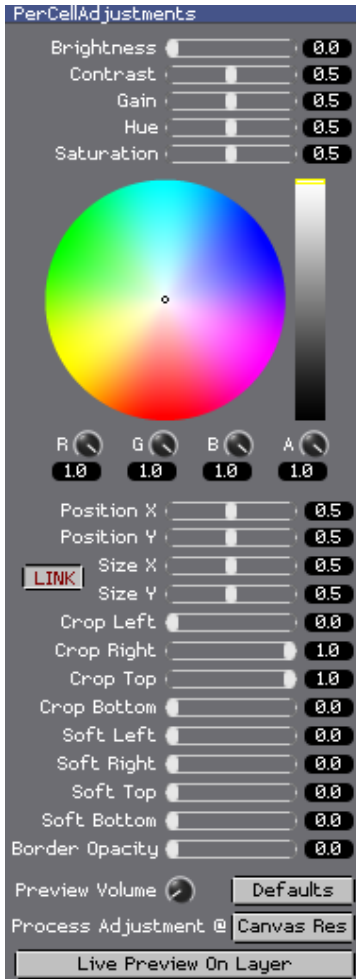 PerCellAdjustments
Brightness 0.0
Contrast 0.5
Gain 0.5
Hue 0.5
Saturation 0.5
R G B A
1.0 1.0 1.0 1.0
Position X 0.5
Position Y 0.5
LINK
Size X 0.5
Size Y 0.5
Crop Left 0.0
Crop Right 1.0
Crop Top 1.0
Crop Bottom 0.0
Soft Left 0.0
Soft Right 0.0
Soft Top 0.0
Soft Bottom 0.0
Border Opacity 0.0
Preview Volume Defaults
Process Adjustment @ Canvas Res
Live Preview On Layer